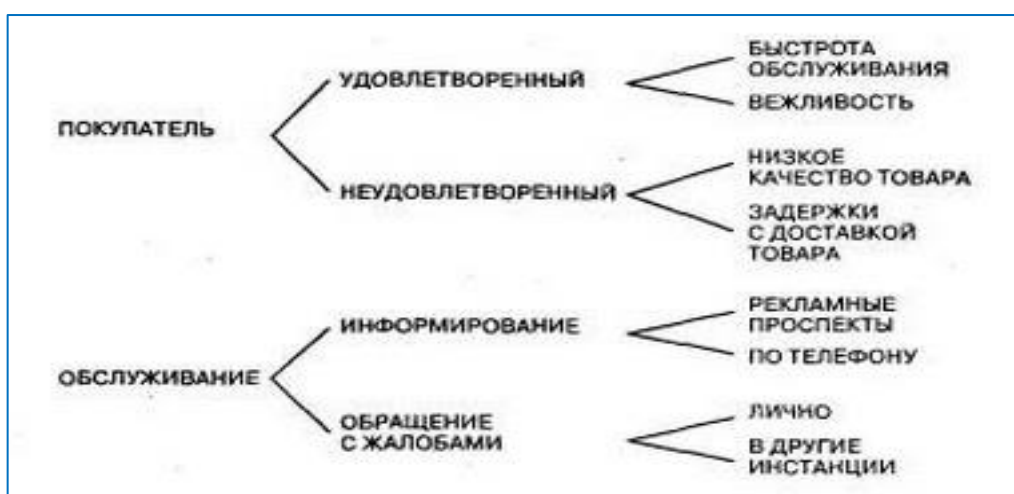 ПОКУПАТЕЛЬ
УДОВЛЕТВОРЕННЫЙ
БЫСТРОТА
ОБСЛУЖИВАНИЯ
ВЕЖЛИВОСТЬ
НЕУДОВЛЕТВОРЕННЫЙ
НИЗКОЕ
КАЧЕСТВО ТОВАРА
ЗАДЕРЖКИ
С ДОСТАВКОЙ
ТОВАРА
ОБСЛУЖИВАНИЕ
ИНФОРМИРОВАНИЕ
РЕКЛАМНЫЕ
ПРОСПЕКТЫ
ПО ТЕЛЕФОНУ
ОБРАЩЕНИЕ
С ЖАЛОБАМИ
ЛИЧНО
В ДРУГИЕ
ИНСТАНЦИИ